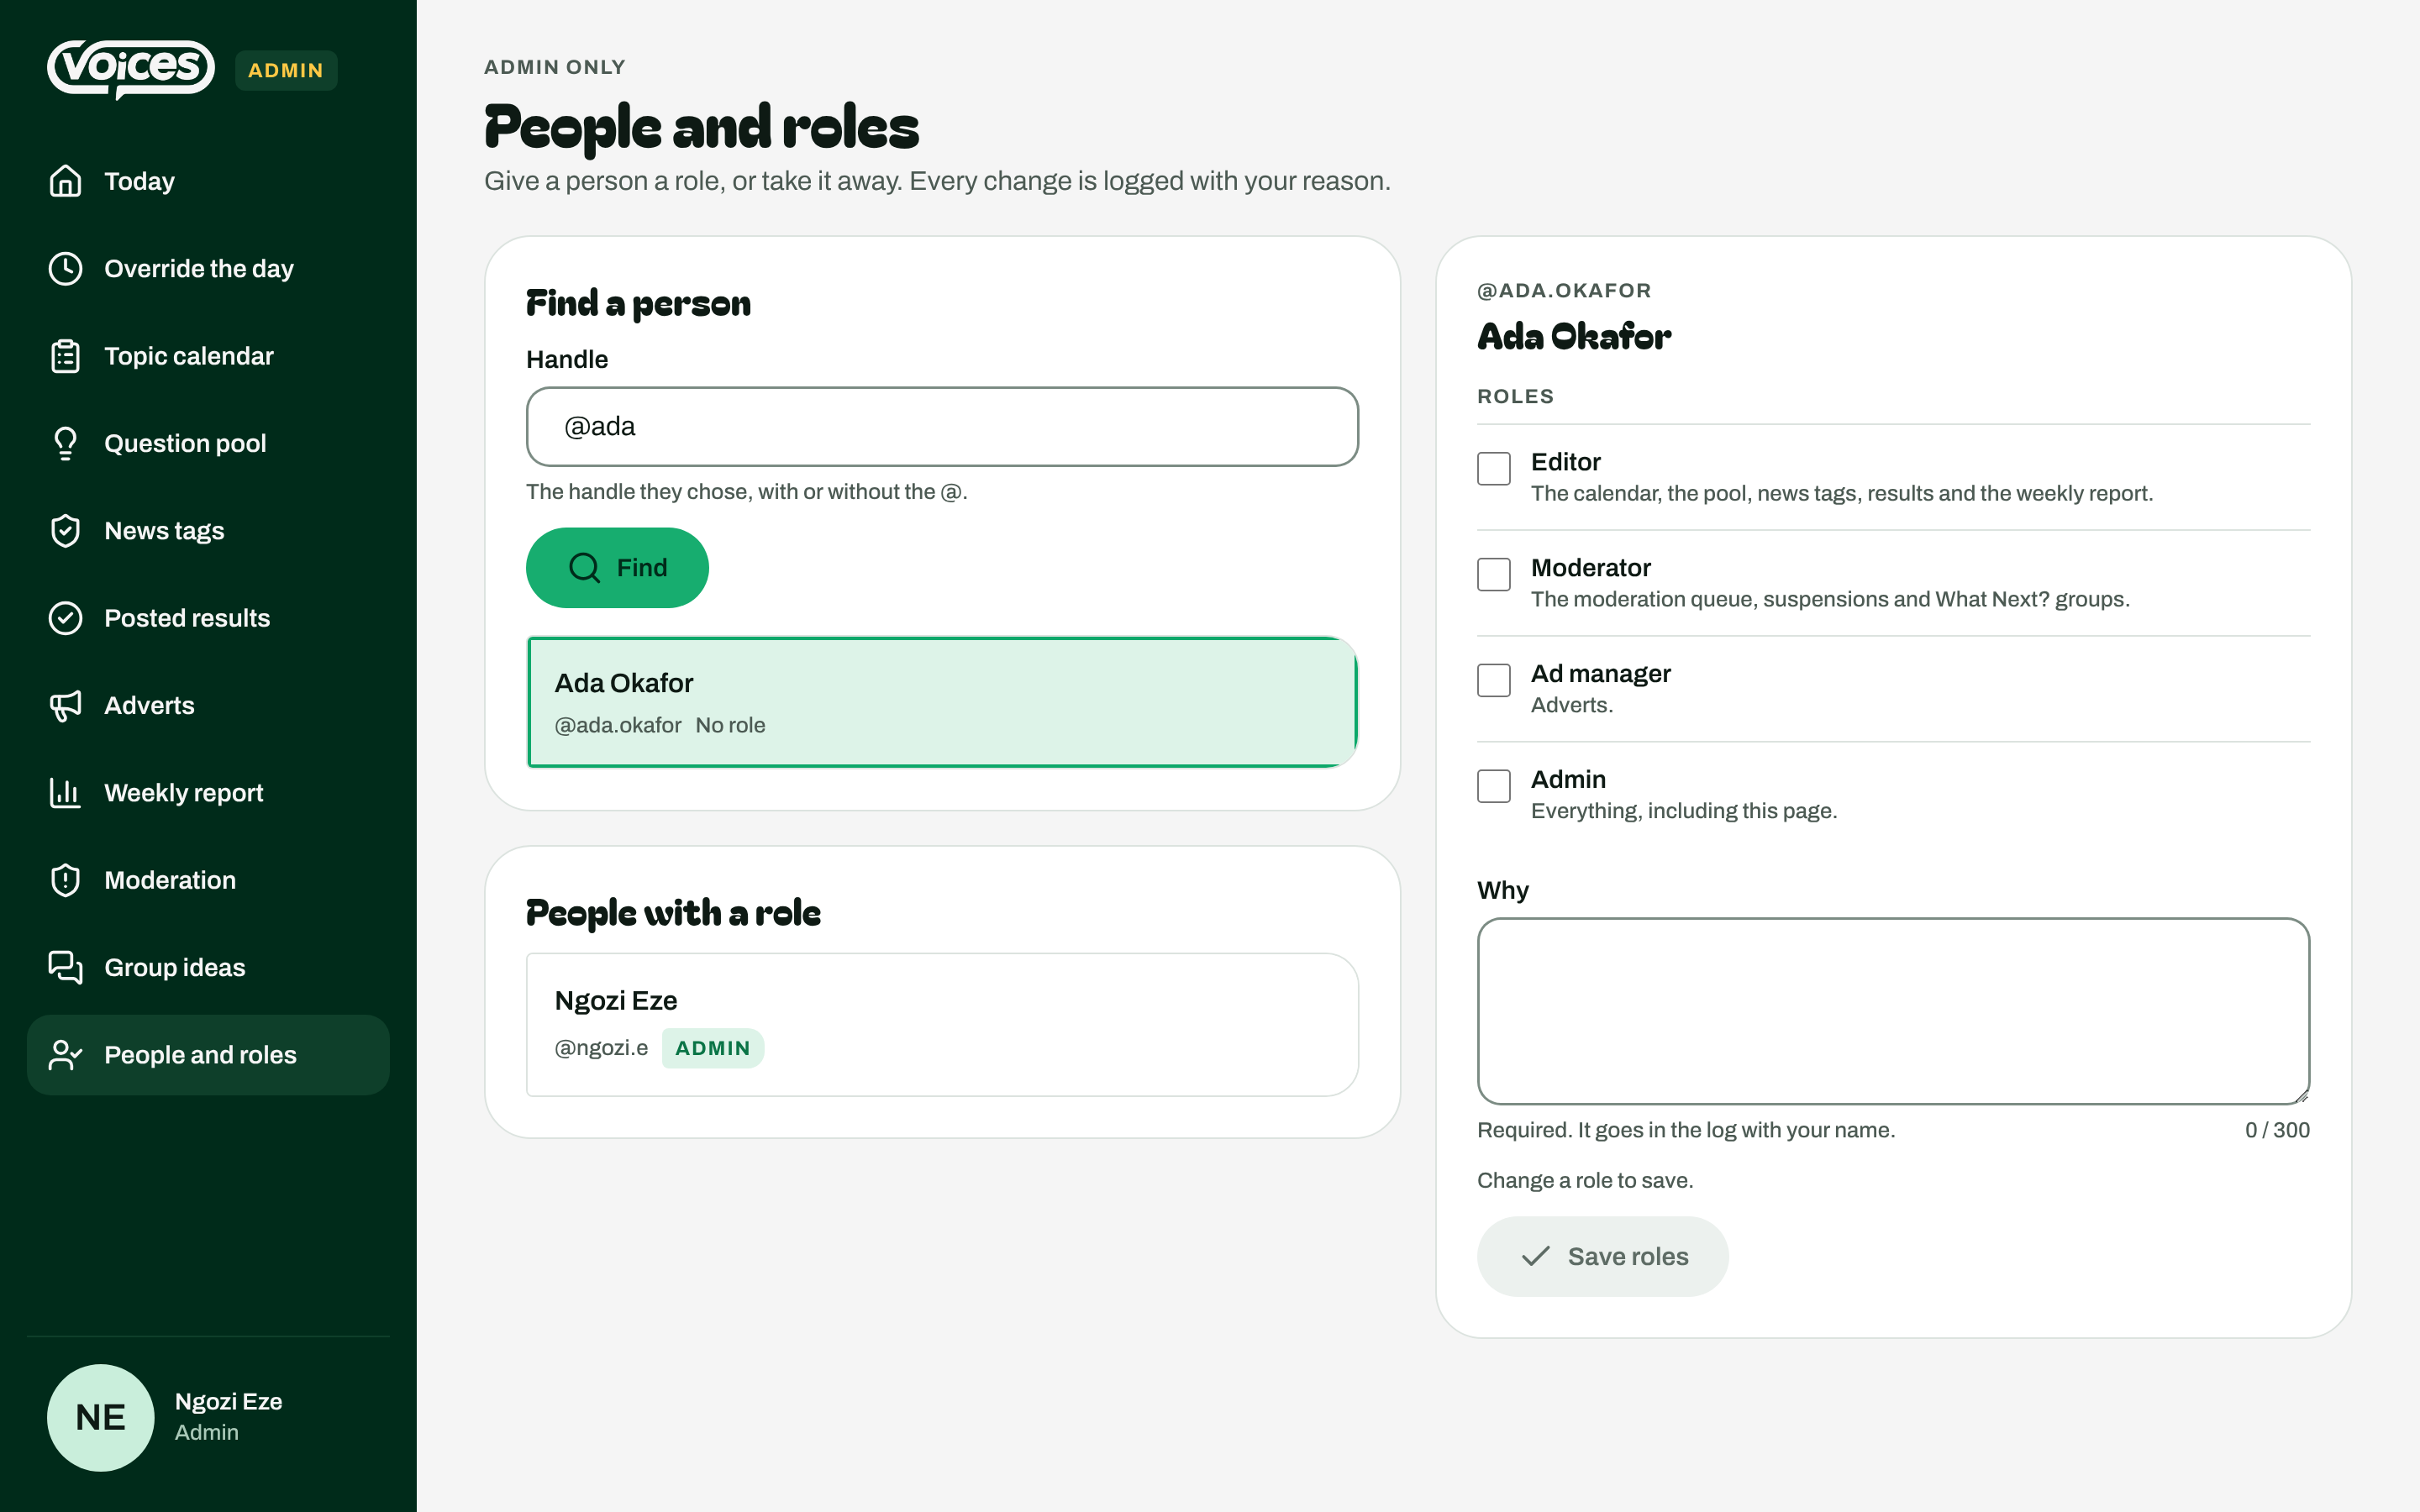 Voices
ADMIN
Today
Override the day
Topic calendar
Question pool
News tags
Posted results
Adverts
Weekly report
Moderation
Group ideas
People and roles
NE
Ngozi Eze
Admin
ADMIN ONLY
People and roles
Give a person a role, or take it away. Every change is logged with your reason.
Find a person
Handle
@ada
The handle they chose, with or without the @.
Find
Ada Okafor
@ada.okafor No role
People with a role
Ngozi Eze
@ngozi.e ADMIN
@ADA.OKAFOR
Ada Okafor
ROLES
Editor
The calendar, the pool, news tags, results and the weekly report.
Moderator
The moderation queue, suspensions and What Next? groups.
Ad manager
Adverts.
Admin
Everything, including this page.
Why
Required. It goes in the log with your name. 0 / 300
Change a role to save.
Save roles